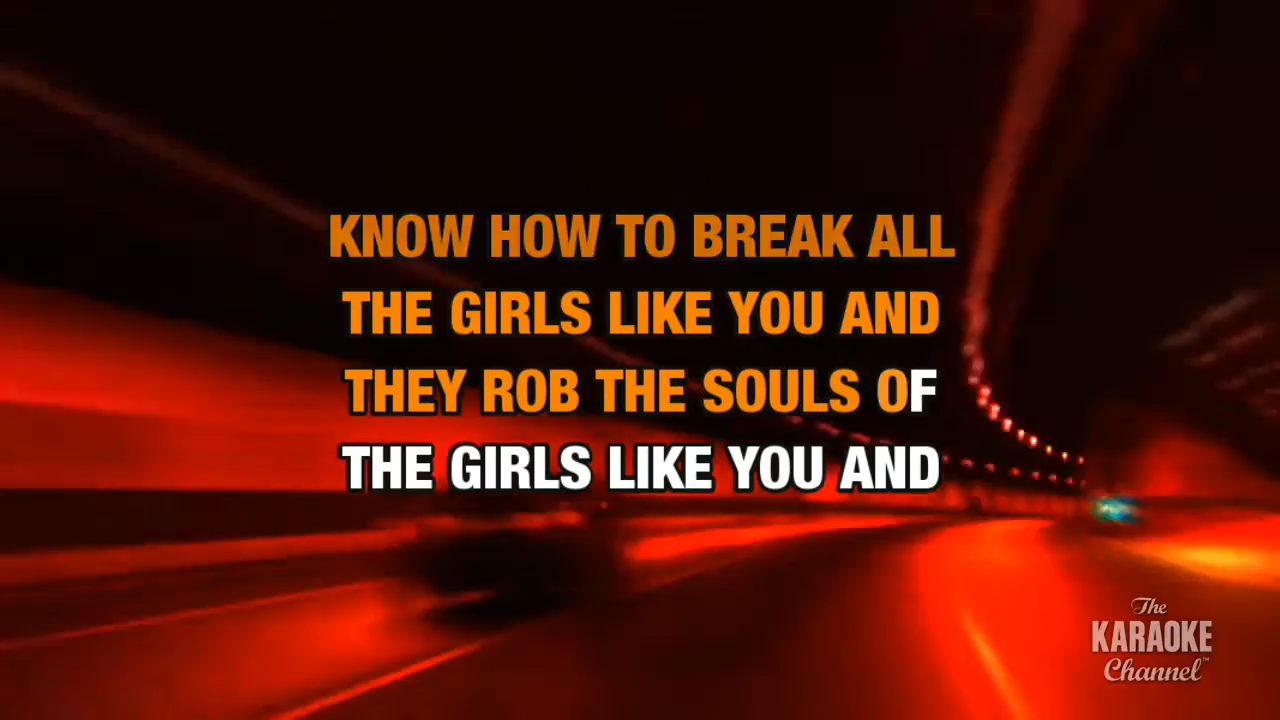 KNOW HOW TO BREAK ALL
THE GIRLS LIKE YOU AND
THEY ROB THE SOULS OF
THE GIRLS LIKE YOU AND
The
KARAOKE
Channel™